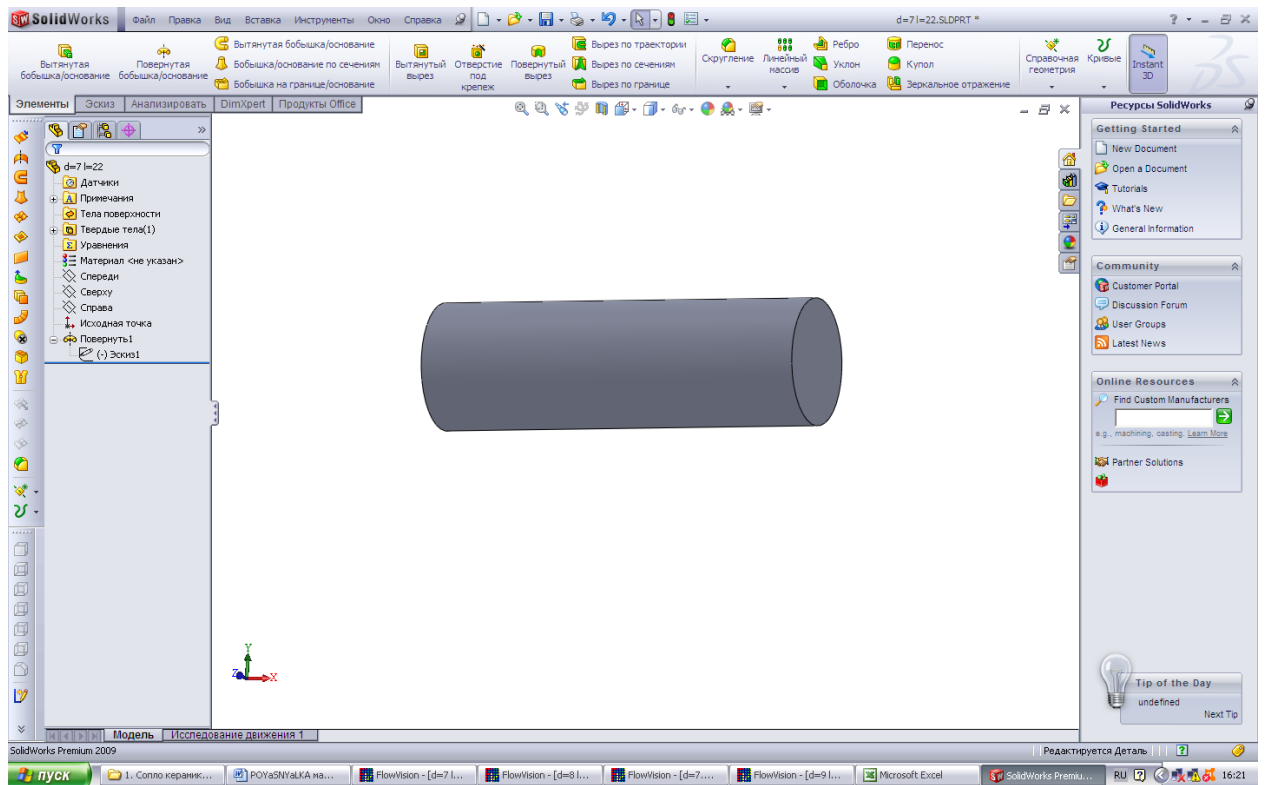 SolidWorks Файл Правка Вид Вставка Инструменты Окно Справка d=7 l=22.SLDPRT *
Вытянутая бобышка/основание
Повернутая бобышка/основание
Вытянутая бобышка/основание
Бобышка/основание по сечениям
Бобышка на границе/основание
Вытянутый вырез
Отверстие под крепеж
Повернутый вырез
Вырез по траектории
Вырез по сечениям
Вырез по границе
Скругление
Линейный массив
Ребро
Уклон
Оболочка
Перенос
Купол
Зеркальное отражение
Справочная геометрия
Кривые
Instant 3D
Элементы Эскиз Анализировать DimXpert Продукты Office
d=7 l=22
Датчики
Примечания
Тела поверхности
Твердые тела(1)
Уравнения
Материал <не указан>
Спереди
Сверху
Справа
Исходная точка
Повернуть1
(-) Эскиз1
Y
Z
X
Ресурсы SolidWorks
Getting Started
New Document
Open a Document
Tutorials
What's New
General Information
Community
Customer Portal
Discussion Forum
User Groups
Latest News
Online Resources
Find Custom Manufacturers
e.g., machining, casting. Learn More
Partner Solutions
Tip of the Day
undefined
Next Tip
Модель Исследование движения 1
SolidWorks Premium 2009 Редактируется Деталь
пуск 1. Сопло керамик... POYaSNYaLKA ма... FlowVision - [d=7 l... FlowVision - [d=8 l... FlowVision - [d=7.... FlowVision - [d=9 l... Microsoft Excel SolidWorks Premiu... RU 16:21